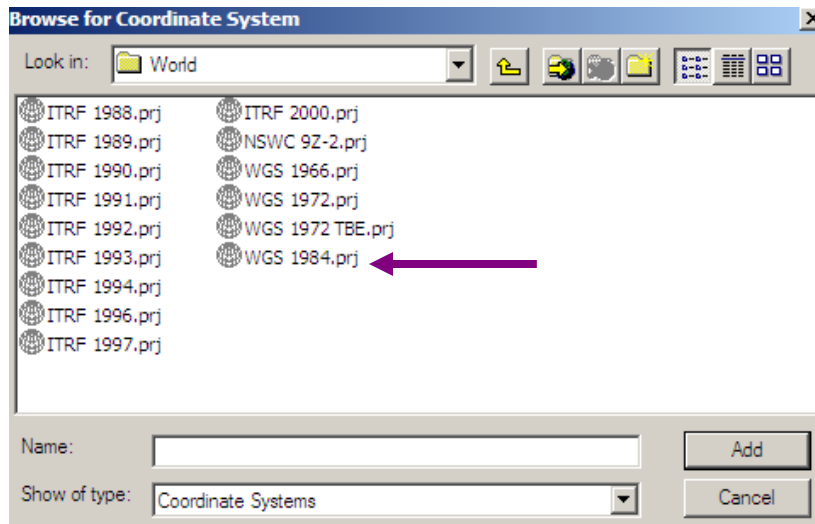 Browse for Coordinate System
Look in: World
ITRF 1988.prj
ITRF 1989.prj
ITRF 1990.prj
ITRF 1991.prj
ITRF 1992.prj
ITRF 1993.prj
ITRF 1994.prj
ITRF 1996.prj
ITRF 1997.prj
ITRF 2000.prj
NSWC 9Z-2.prj
WGS 1966.prj
WGS 1972.prj
WGS 1972 TBE.prj
WGS 1984.prj
Name: Add
Show of type: Coordinate Systems Cancel